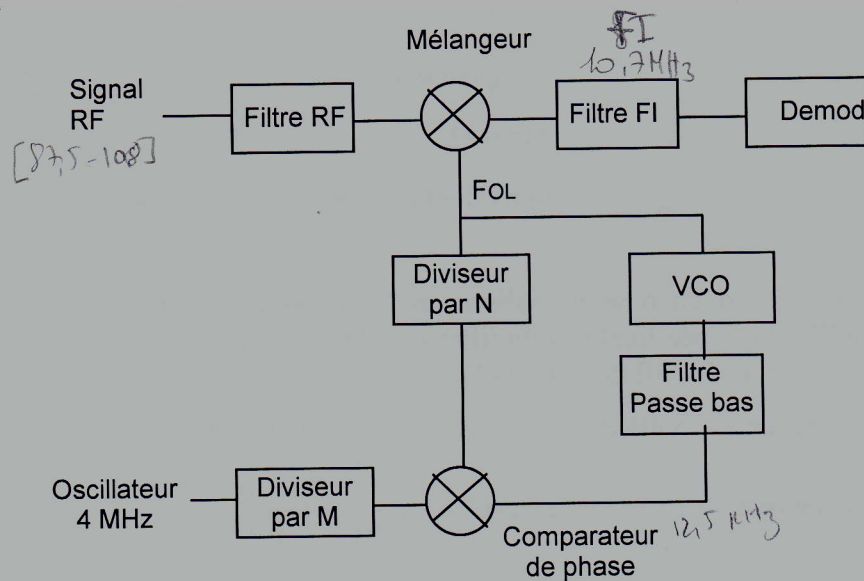 FI
10,7MHz
Mélangeur
Signal
RF
[87,5-108]
Filtre RF
Filtre FI
Demod
FOL
Diviseur
par N
VCO
Filtre
Passe bas
Oscillateur
4 MHz
Diviseur
par M
Comparateur
de phase
12,5 KHz